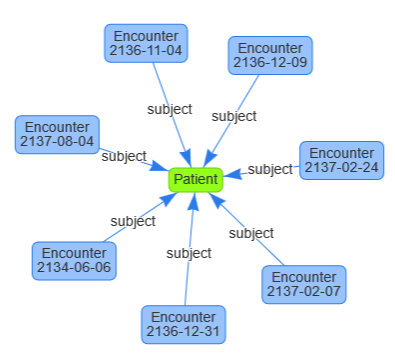 Encounter
2136-11-04
Encounter
2136-12-09
subject
subject
Encounter
2137-08-04
subject
Encounter
2137-02-24
subject
Patient
subject
subject
subject
Encounter
2134-06-06
Encounter
2137-02-07
Encounter
2136-12-31